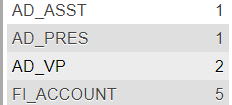 AD_ASST 1
AD_PRES 1
AD_VP 2
FI_ACCOUNT 5